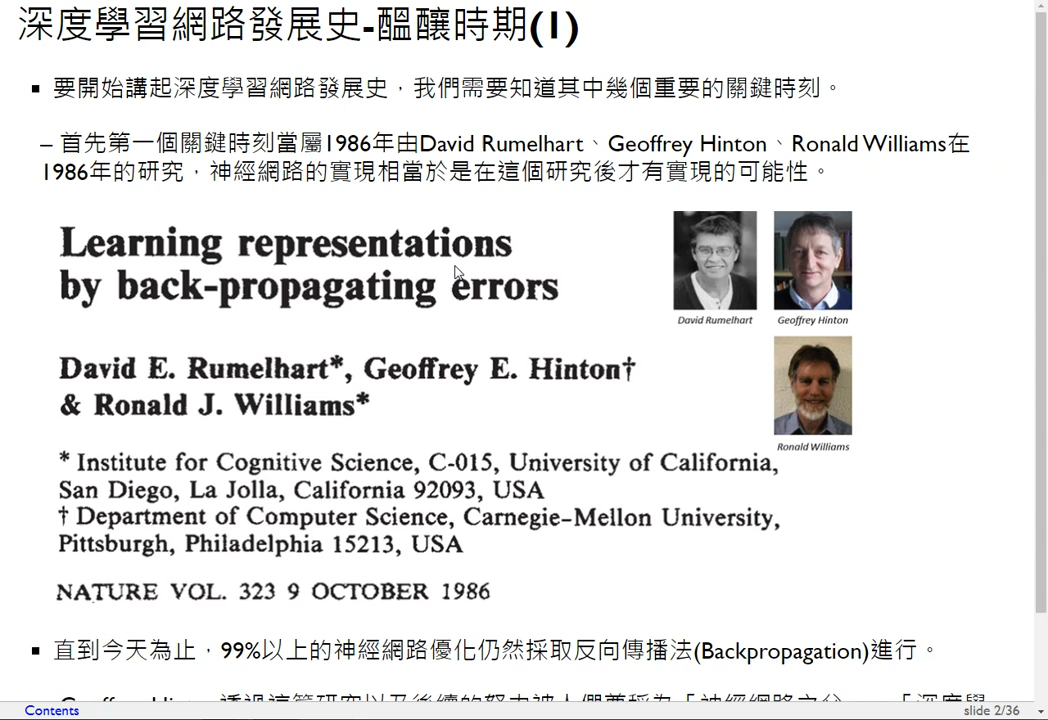 深度學習網路發展史-醞釀時期(1)
▪ 要開始講起深度學習網路發展史，我們需要知道其中幾個重要的關鍵時刻。
– 首先第一個關鍵時刻當屬1986年由David Rumelhart、Geoffrey Hinton、Ronald Williams在
1986年的研究，神經網路的實現相當於是在這個研究後才有實現的可能性。
Learning representations
by back-propagating errors
David E. Rumelhart*, Geoffrey E. Hinton†
& Ronald J. Williams*
* Institute for Cognitive Science, C-015, University of California,
San Diego, La Jolla, California 92093, USA
† Department of Computer Science, Carnegie-Mellon University,
Pittsburgh, Philadelphia 15213, USA
NATURE VOL. 323 9 OCTOBER 1986
David Rumelhart
Geoffrey Hinton
Ronald Williams
▪ 直到今天為止，99%以上的神經網路優化仍然採取反向傳播法(Backpropagation)進行。
Contents
slide 2/36